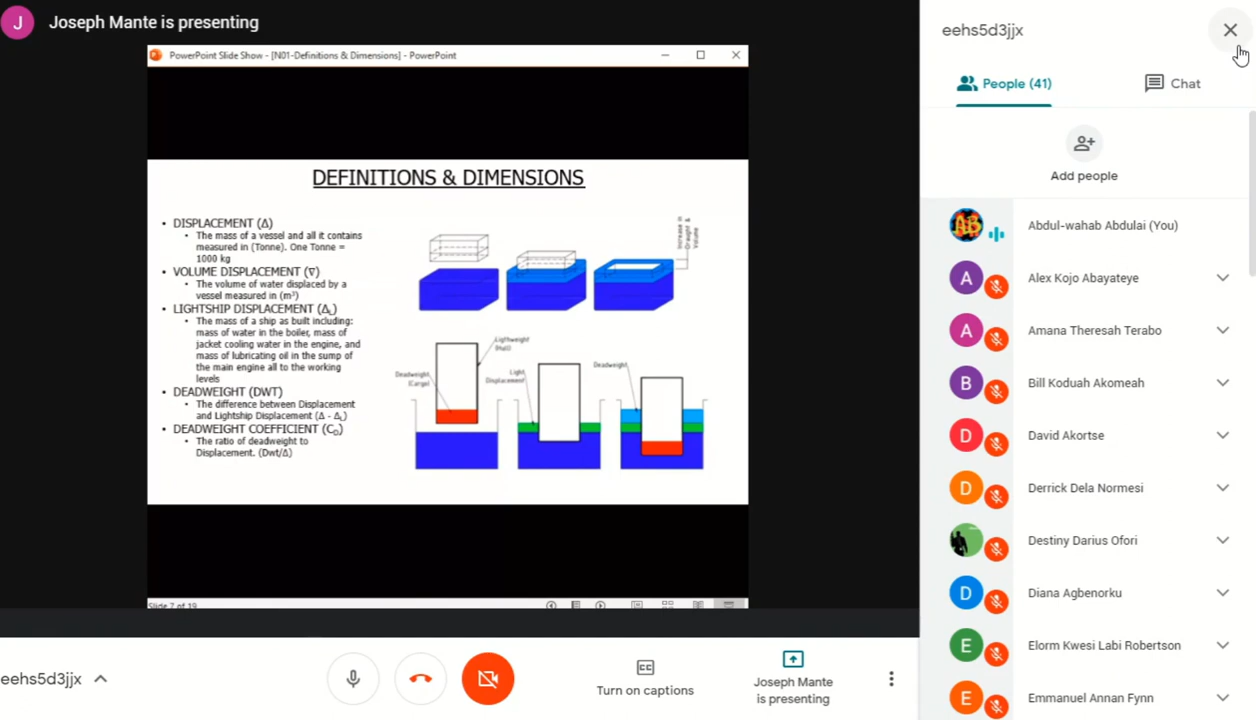 J
Joseph Mante is presenting
PowerPoint Slide Show - [N01-Definitions & Dimensions] - PowerPoint
DEFINITIONS & DIMENSIONS
• DISPLACEMENT (Δ)
• The mass of a vessel and all it contains
measured in (Tonne). One Tonne =
1000 kg
• VOLUME DISPLACEMENT (∇)
• The volume of water displaced by a
vessel measured in (m³)
• LIGHTSHIP DISPLACEMENT (ΔL)
• The mass of a ship as built including:
mass of water in the boiler, mass of
jacket cooling water in the engine, and
mass of lubricating oil in the sump of
the main engine all to the working
levels
• DEADWEIGHT (DWT)
• The difference between Displacement
and Lightship Displacement (Δ - ΔL)
• DEADWEIGHT COEFFICIENT (CD)
• The ratio of deadweight to
Displacement. (Dwt/Δ)
Increase in
Draught &
Volume
Lightweight
(Hull)
Deadweight
(Cargo)
Light
Displacement
Deadweight
Slide 7 of 19
eehs5d3jjx
Turn on captions
Joseph Mante
is presenting
eehs5d3jjx
People (41)
Chat
Add people
AB
Abdul-wahab Abdulai (You)
A
Alex Kojo Abayateye
A
Amana Theresah Terabo
B
Bill Koduah Akomeah
D
David Akortse
D
Derrick Dela Normesi
Destiny Darius Ofori
D
Diana Agbenorku
E
Elorm Kwesi Labi Robertson
E
Emmanuel Annan Fynn